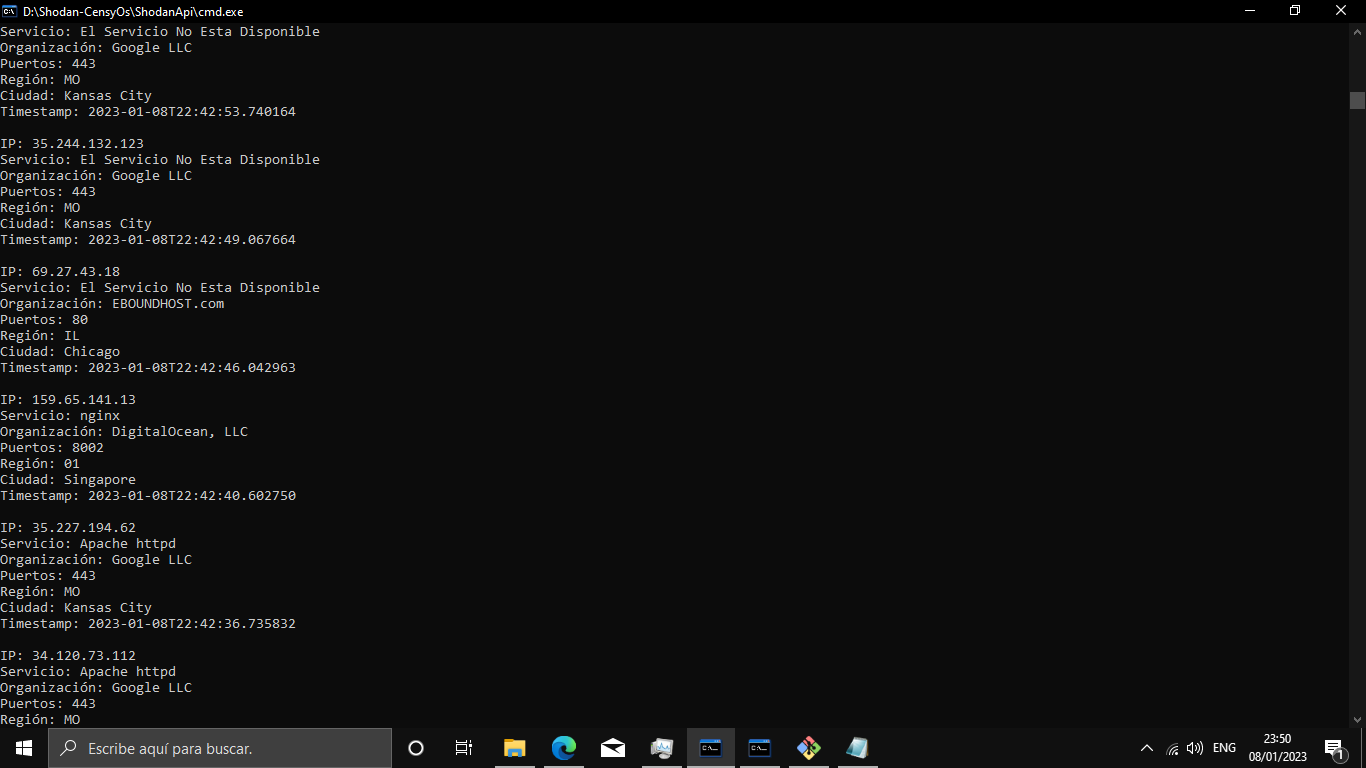 D:\Shodan-CensyOs\ShodanApi\cmd.exe
Servicio: El Servicio No Esta Disponible
Organización: Google LLC
Puertos: 443
Región: MO
Ciudad: Kansas City
Timestamp: 2023-01-08T22:42:53.740164
IP: 35.244.132.123
Servicio: El Servicio No Esta Disponible
Organización: Google LLC
Puertos: 443
Región: MO
Ciudad: Kansas City
Timestamp: 2023-01-08T22:42:49.067664
IP: 69.27.43.18
Servicio: El Servicio No Esta Disponible
Organización: EBOUNDHOST.com
Puertos: 80
Región: IL
Ciudad: Chicago
Timestamp: 2023-01-08T22:42:46.042963
IP: 159.65.141.13
Servicio: nginx
Organización: DigitalOcean, LLC
Puertos: 8002
Región: 01
Ciudad: Singapore
Timestamp: 2023-01-08T22:42:40.602750
IP: 35.227.194.62
Servicio: Apache httpd
Organización: Google LLC
Puertos: 443
Región: MO
Ciudad: Kansas City
Timestamp: 2023-01-08T22:42:36.735832
IP: 34.120.73.112
Servicio: Apache httpd
Organización: Google LLC
Puertos: 443
Región: MO
Escribe aquí para buscar.
ENG
23:50
08/01/2023
1